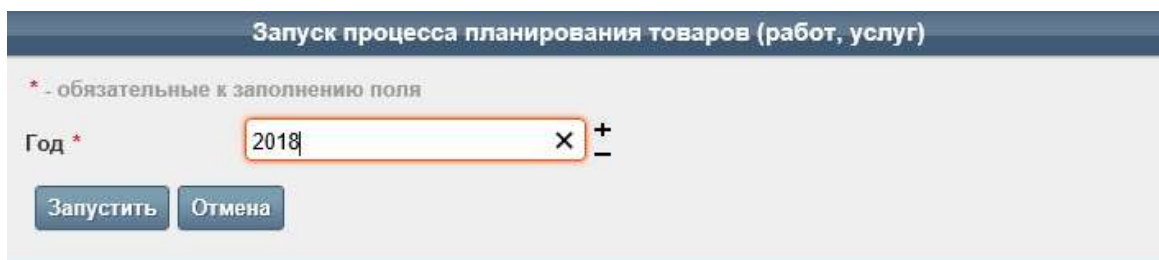 Запуск процесса планирования товаров (работ, услуг)
* - обязательные к заполнению поля
Год * 2018 × + −
Запустить Отмена